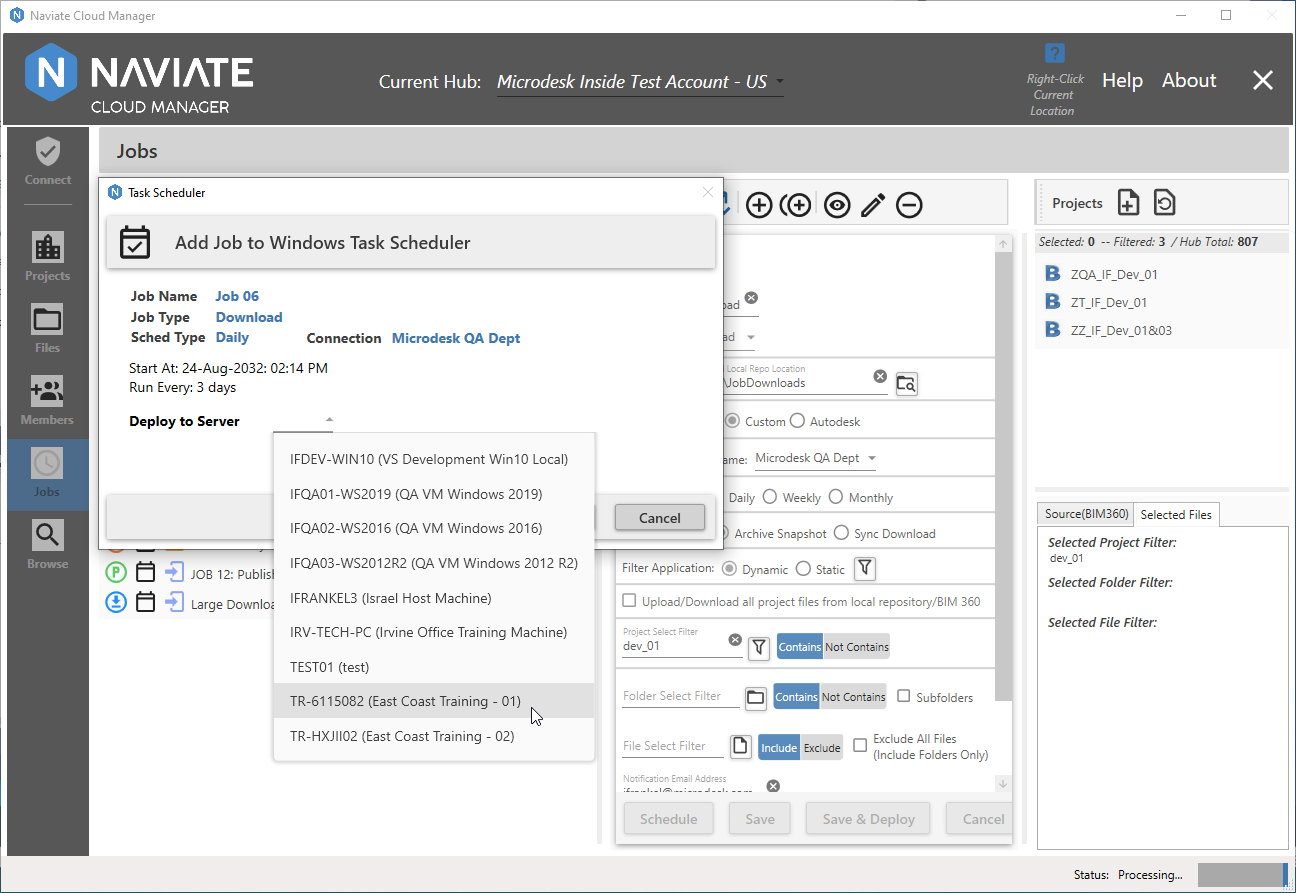 Naviate Cloud Manager
N NAVIATE
CLOUD MANAGER
Current Hub: Microdesk Inside Test Account - US
?
Right-Click
Current
Location
Help About
Connect
Projects
Files
Members
Jobs
Browse
Jobs
Task Scheduler
Add Job to Windows Task Scheduler
Job Name Job 06
Job Type Download
Sched Type Daily Connection Microdesk QA Dept
Start At: 24-Aug-2032: 02:14 PM
Run Every: 3 days
Deploy to Server
IFDEV-WIN10 (VS Development Win10 Local)
IFQA01-WS2019 (QA VM Windows 2019)
IFQA02-WS2016 (QA VM Windows 2016)
IFQA03-WS2012R2 (QA VM Windows 2012 R2)
IFRANKEL3 (Israel Host Machine)
IRV-TECH-PC (Irvine Office Training Machine)
TEST01 (test)
TR-6115082 (East Coast Training - 01)
TR-HXJII02 (East Coast Training - 02)
Cancel
P JOB 12: Publish
Large Downloa
oad
ad
Local Repo Location
\JobDownloads
Custom Autodesk
ame: Microdesk QA Dept
Daily Weekly Monthly
Archive Snapshot Sync Download
Filter Application: Dynamic Static
Upload/Download all project files from local repository/BIM 360
Project Select Filter
dev_01
Contains Not Contains
Folder Select Filter
Contains Not Contains
Subfolders
File Select Filter
Include Exclude
Exclude All Files
(Include Folders Only)
Notification Email Address
ifrankel@microdesk.com
Schedule Save Save & Deploy Cancel
Projects
Selected: 0 -- Filtered: 3 / Hub Total: 807
B ZQA_IF_Dev_01
B ZT_IF_Dev_01
B ZZ_IF_Dev_01&03
Source(BIM360) Selected Files
Selected Project Filter:
dev_01
Selected Folder Filter:
Selected File Filter:
Status: Processing...